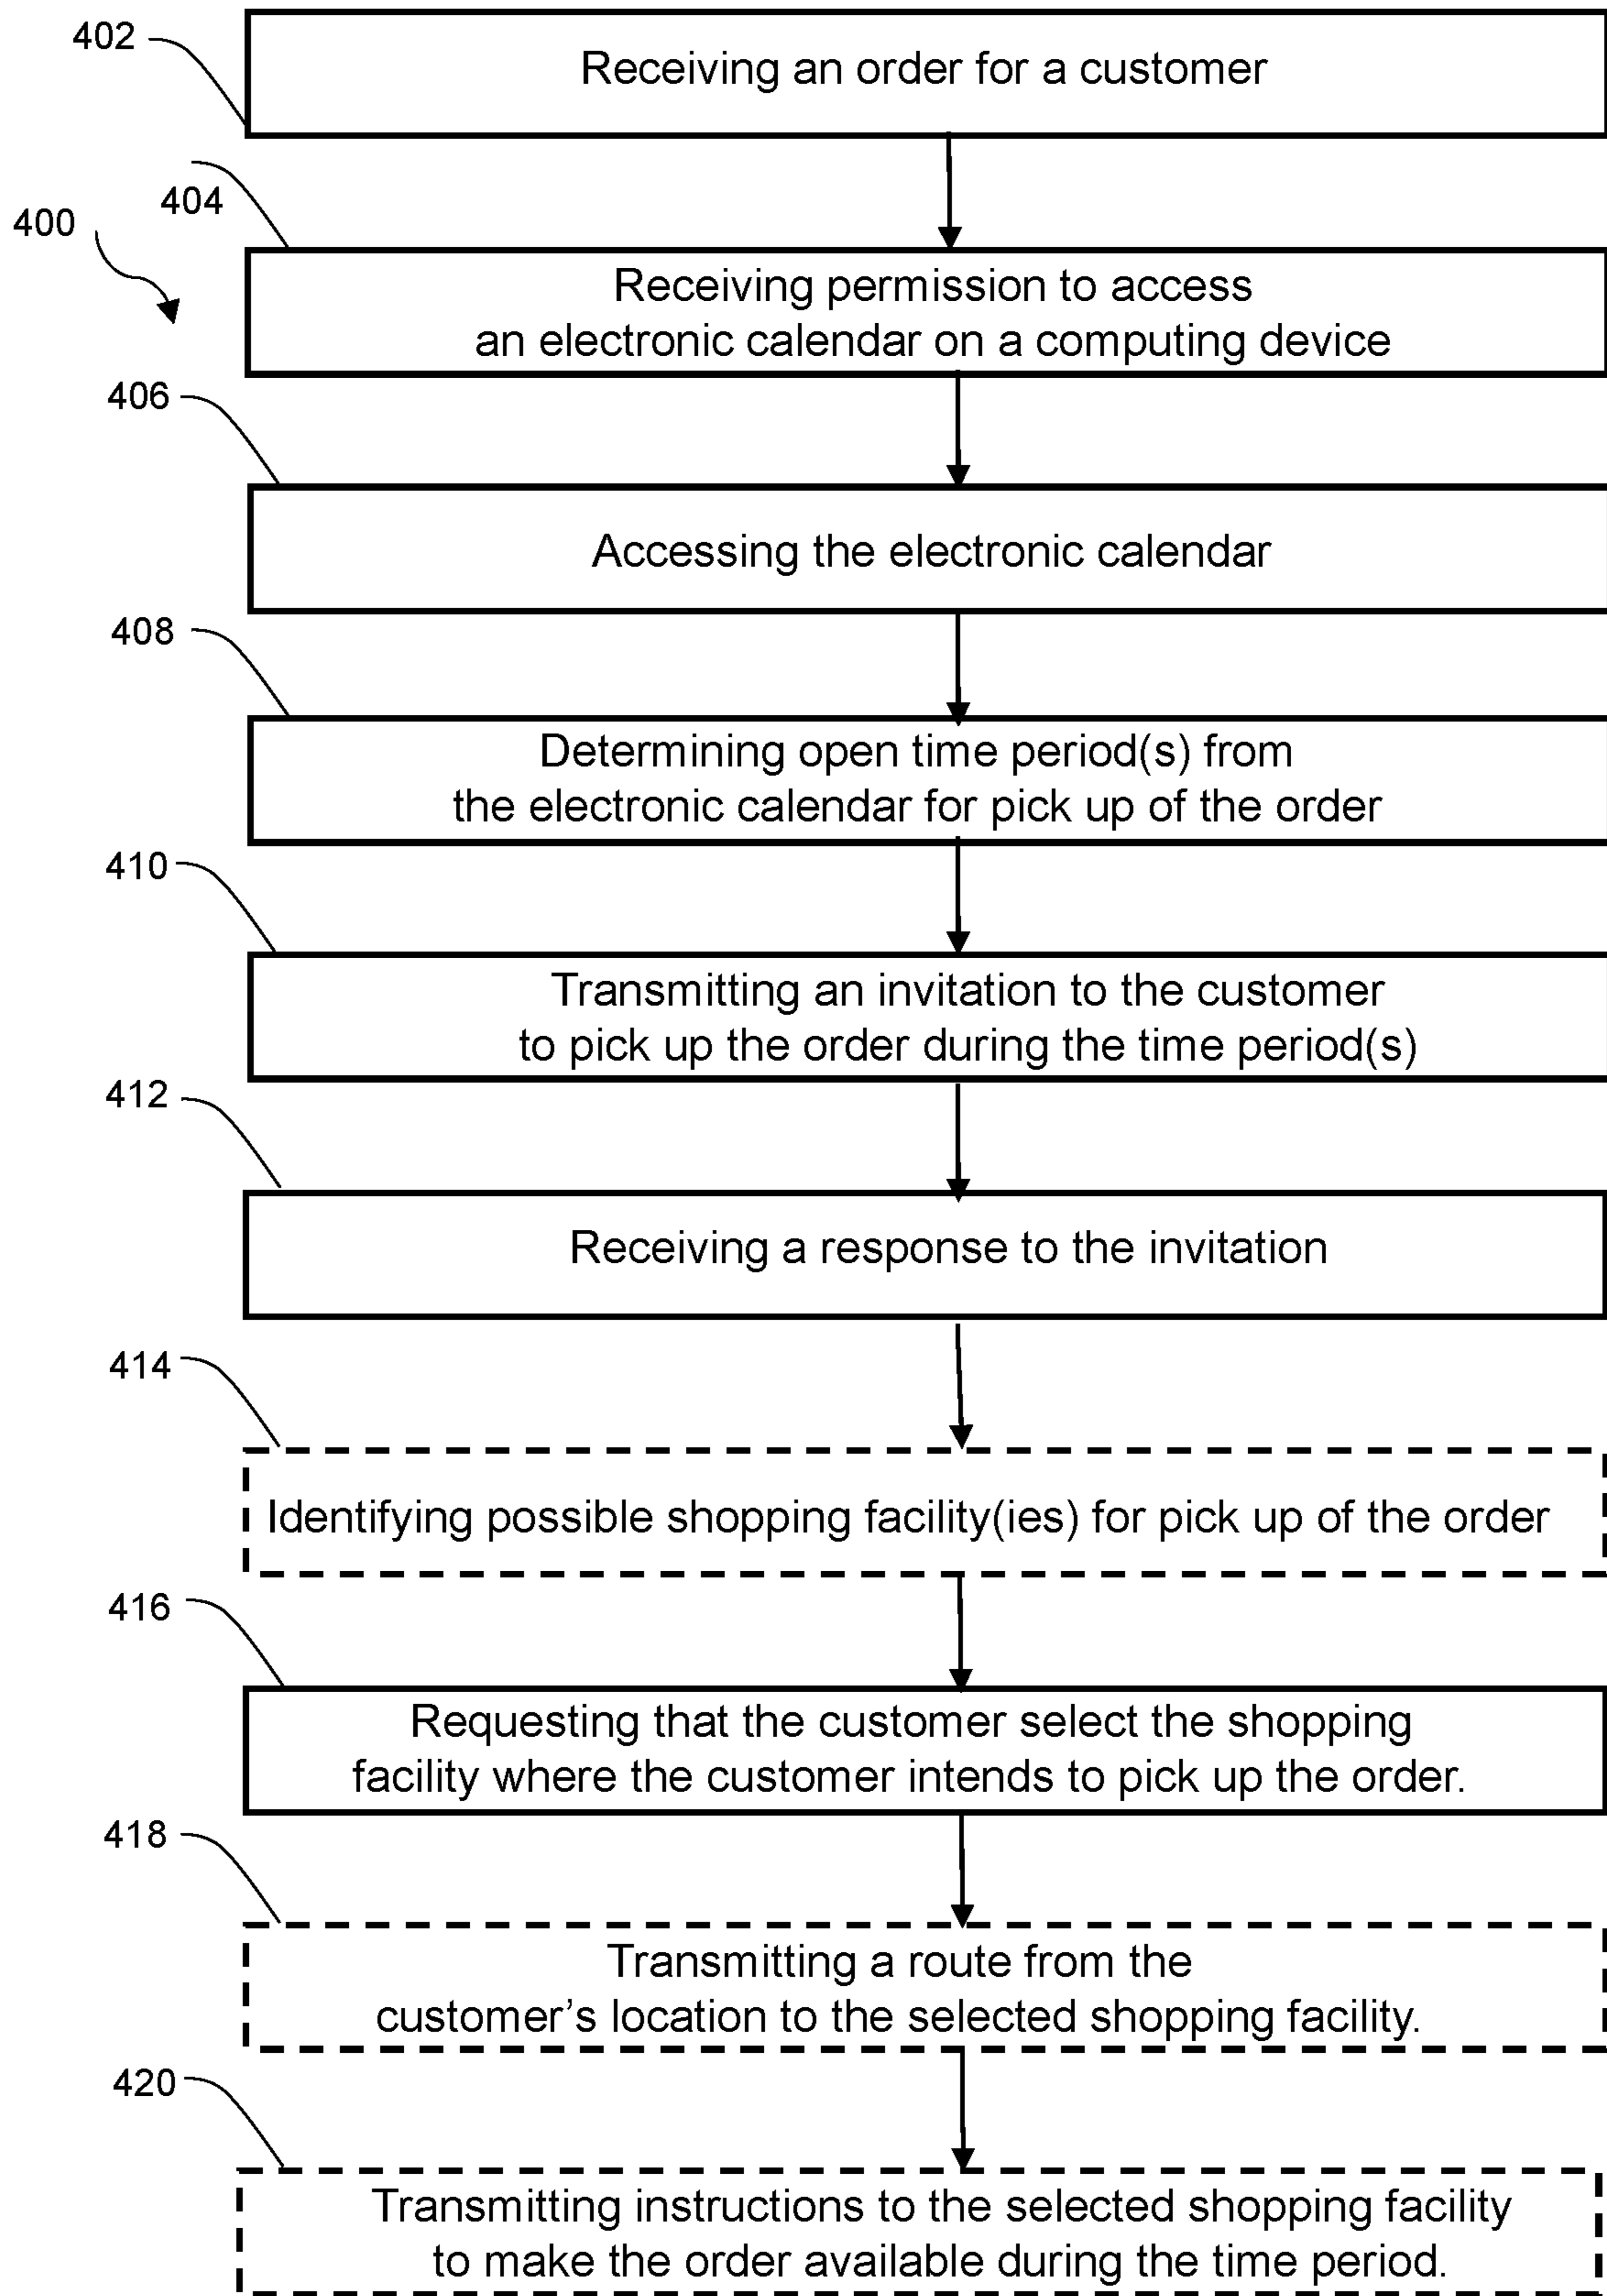 402
Receiving an order for a customer
404
400
Receiving permission to access
an electronic calendar on a computing device
406
Accessing the electronic calendar
408
Determining open time period(s) from
the electronic calendar for pick up of the order
410
Transmitting an invitation to the customer
to pick up the order during the time period(s)
412
Receiving a response to the invitation
414
Identifying possible shopping facility(ies) for pick up of the order
416
Requesting that the customer select the shopping
facility where the customer intends to pick up the order.
418
Transmitting a route from the
customer’s location to the selected shopping facility.
420
Transmitting instructions to the selected shopping facility
to make the order available during the time period.